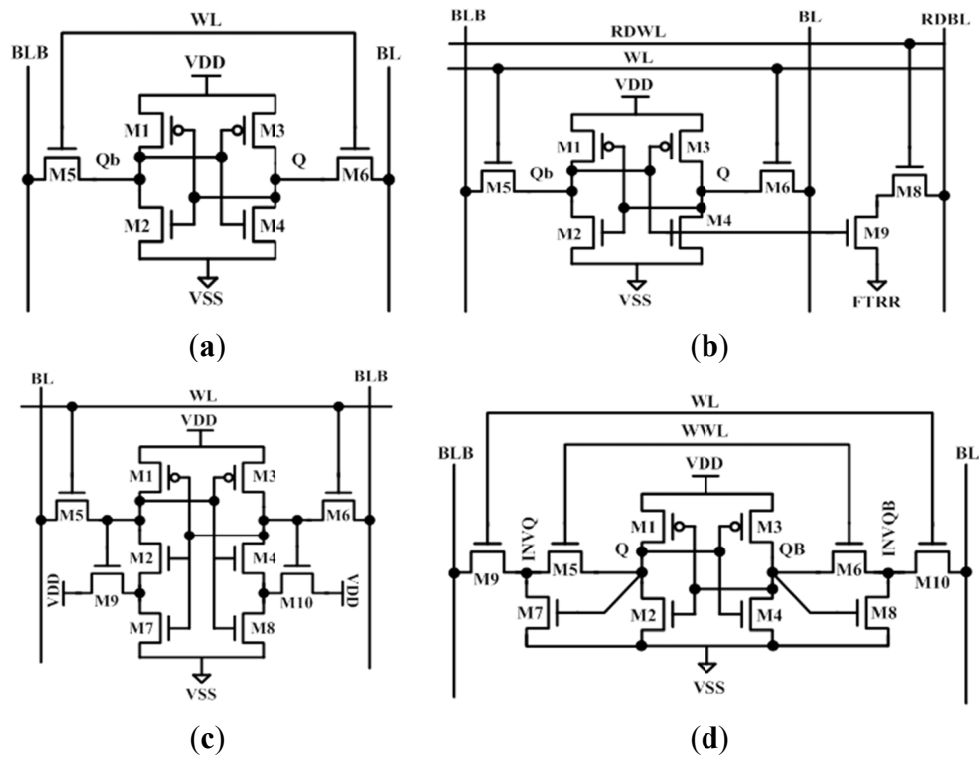 WL
BLB
BL
VDD
M1
M3
Qb
Q
M5
M6
M2
M4
VSS
(a)
BLB
BL
RDBL
RDWL
WL
VDD
M1
M3
Qb
Q
M5
M6
M8
M2
M4
M9
VSS
FTRR
(b)
BL
BLB
WL
VDD
M1
M3
M5
M6
M2
M4
VDD
M9
M10
VDD
M7
M8
VSS
(c)
WL
BLB
WWL
BL
VDD
M1
M3
INVQ
Q
QB
INVQB
M9
M5
M6
M10
M7
M2
M4
M8
VSS
(d)